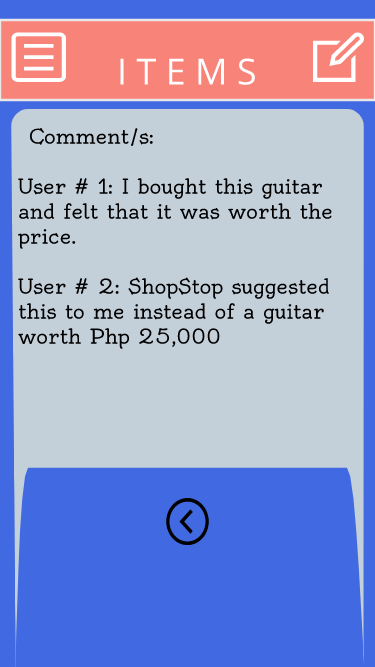 ITEMS
Comment/s:
User # 1: I bought this guitar
and felt that it was worth the
price.
User # 2: ShopStop suggested
this to me instead of a guitar
worth Php 25,000